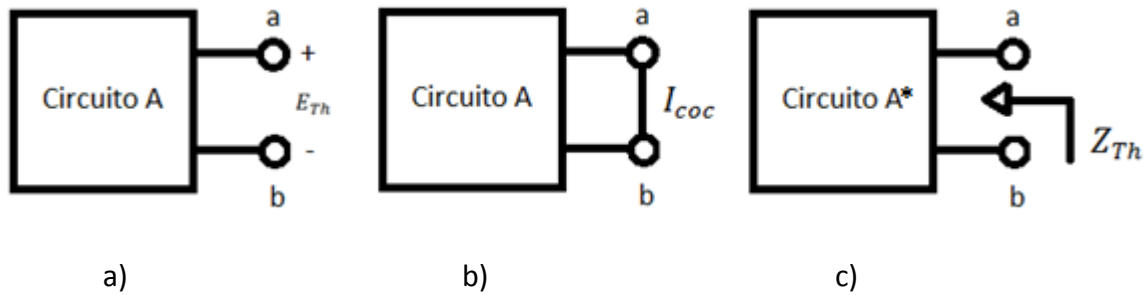 a
+
Circuito A
E_Th
-
b
a
Circuito A
I_coc
b
a
Circuito A*
Z_Th
b
a)
b)
c)